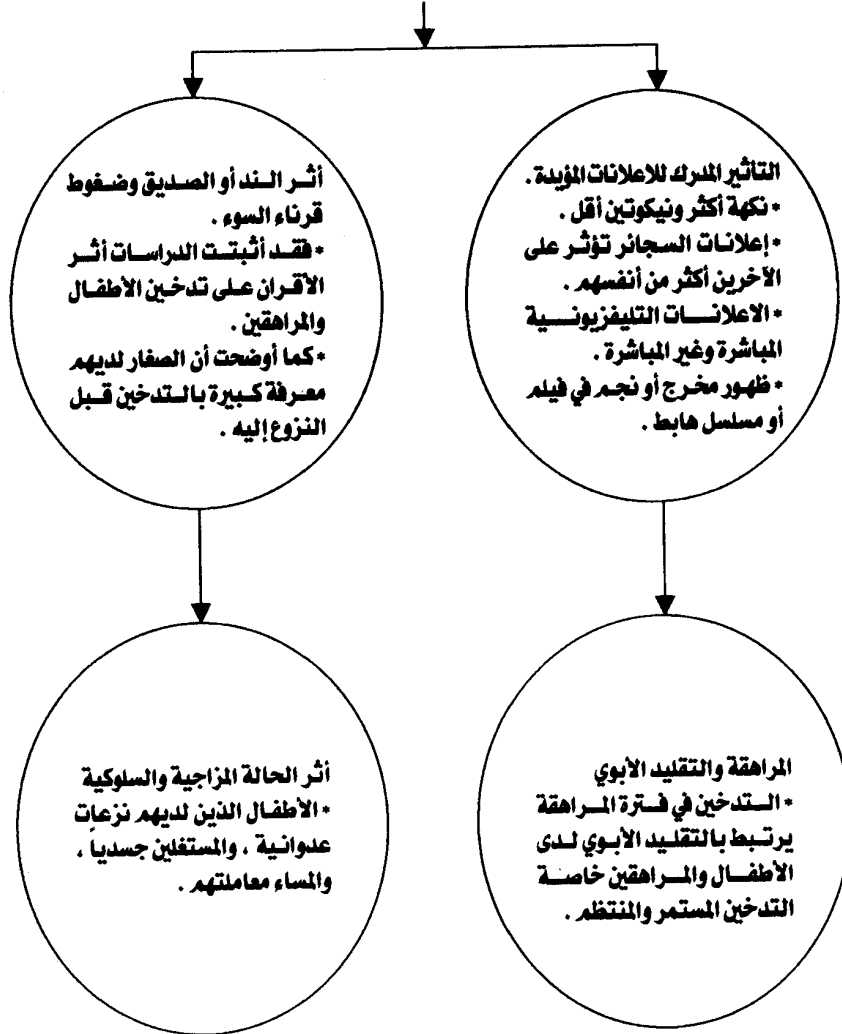 التأثير المدرك للاعلانات المؤيدة .
* نكهة أكثر ونيكوتين أقل .
* إعلانات السجائر تؤثر على
الآخرين أكثر من أنفسهم .
* الاعلانات التليفزيونية
المباشرة وغير المباشرة .
* ظهور مخرج أو نجم في فيلم
أو مسلسل هابط .
أثر الند أو الصديق وضغوط
قرناء السوء .
* فقد أثبتت الدراسات أثر
الأقران على تدخين الأطفال
والمراهقين .
* كما أوضحت أن الصغار لديهم
معرفة كبيرة بالتدخين قبل
النزوع إليه .
المراهقة والتقليد الأبوي
* التدخين في فترة المراهقة
يرتبط بالتقليد الأبوي لدى
الأطفال والمراهقين خاصة
التدخين المستمر والمنتظم .
أثر الحالة المزاجية والسلوكية
* الأطفال الذين لديهم نزعات
عدوانية ، والمستغلين جسدياً ،
والمساء معاملتهم .